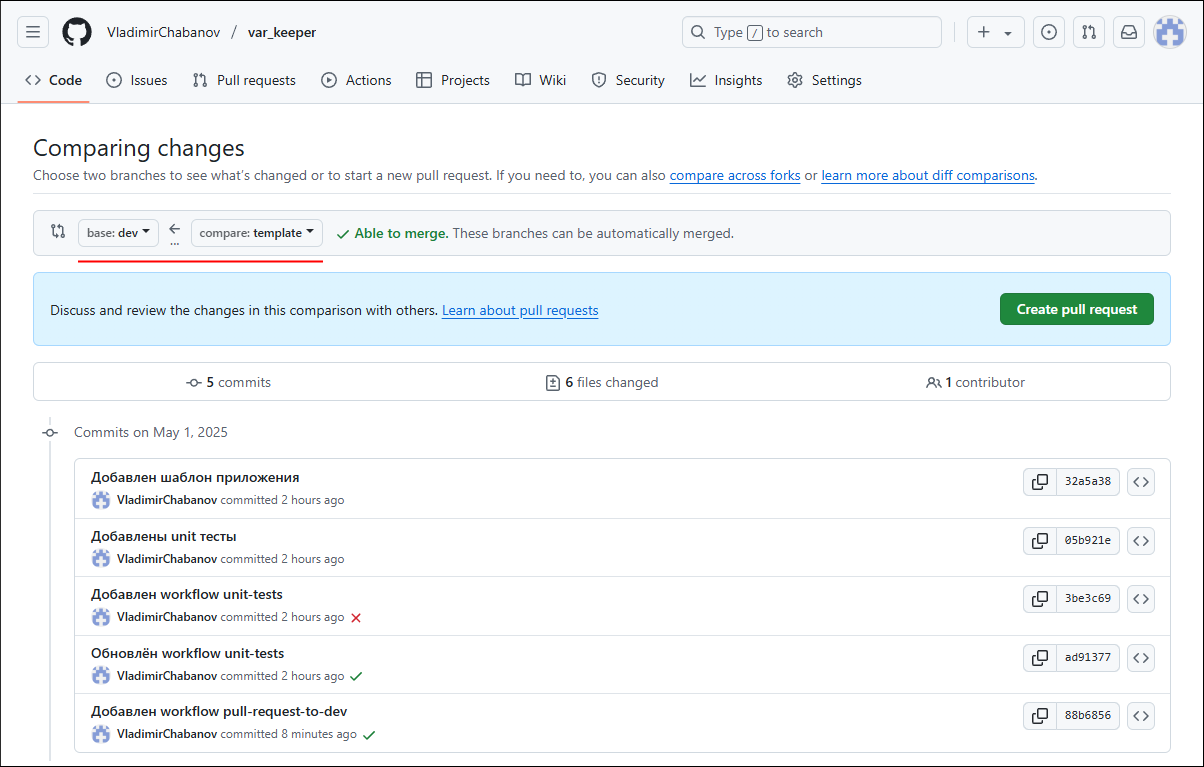 VladimirChabanov / var_keeper
Type / to search
Code Issues Pull requests Actions Projects Wiki Security Insights Settings
Comparing changes
Choose two branches to see what's changed or to start a new pull request. If you need to, you can also compare across forks or learn more about diff comparisons.
base: dev ... compare: template Able to merge. These branches can be automatically merged.
Discuss and review the changes in this comparison with others. Learn about pull requests Create pull request
5 commits 6 files changed 1 contributor
Commits on May 1, 2025
Добавлен шаблон приложения
VladimirChabanov committed 2 hours ago 32a5a38
Добавлены unit тесты
VladimirChabanov committed 2 hours ago 05b921e
Добавлен workflow unit-tests
VladimirChabanov committed 2 hours ago 3be3c69
Обновлён workflow unit-tests
VladimirChabanov committed 2 hours ago ad91377
Добавлен workflow pull-request-to-dev
VladimirChabanov committed 8 minutes ago 88b6856